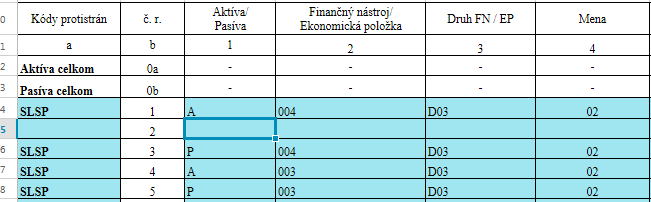 0 Kódy protistrán č. r. Aktíva/ Pasíva Finančný nástroj/ Ekonomická položka Druh FN / EP Mena
1 a b 1 2 3 4
2 Aktíva celkom 0a - - - -
3 Pasíva celkom 0b - - - -
4 SLSP 1 A 004 D03 02
5 2
6 SLSP 3 P 004 D03 02
7 SLSP 4 A 003 D03 02
8 SLSP 5 P 003 D03 02